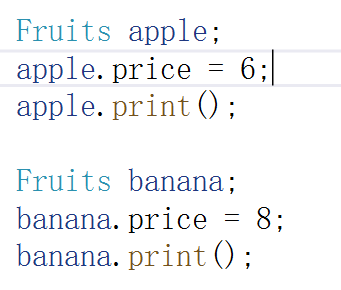 Fruits apple;
apple.price = 6;
apple.print();

Fruits banana;
banana.price = 8;
banana.print();